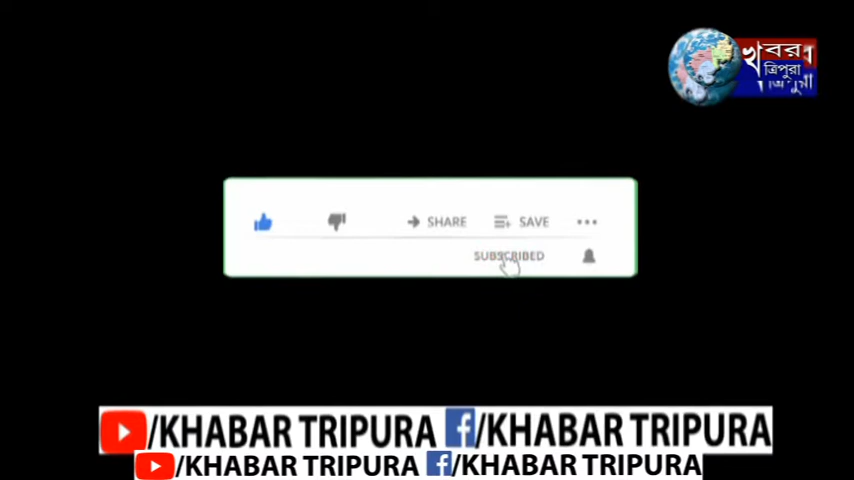 খবর
ত্রিপুরা
SHARE SAVE
SUBSCRIBED
/KHABAR TRIPURA /KHABAR TRIPURA
/KHABAR TRIPURA /KHABAR TRIPURA